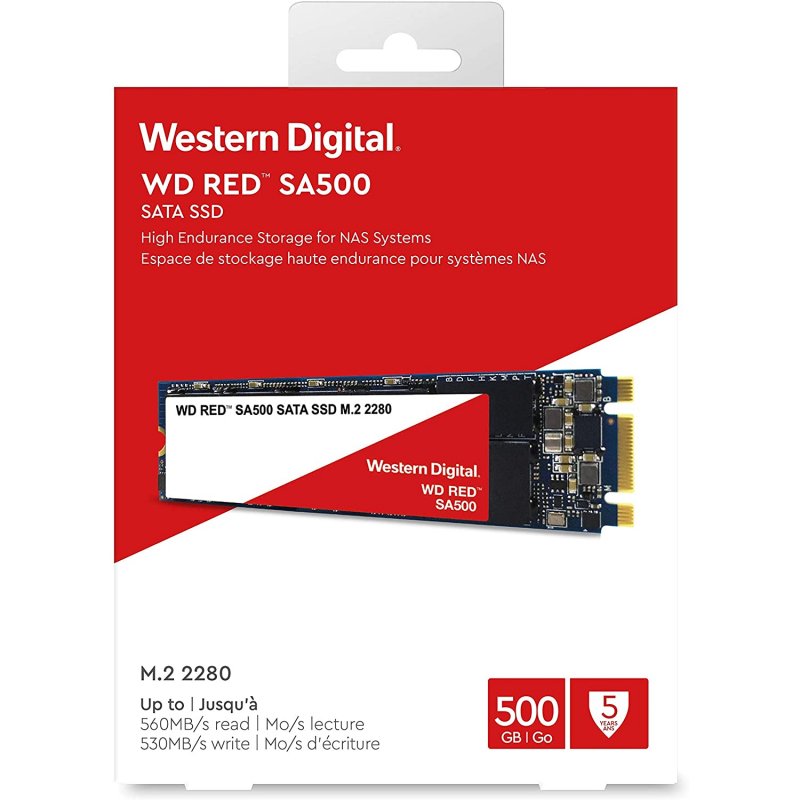 Western Digital.
WD RED™ SA500
SATA SSD
High Endurance Storage for NAS Systems
Espace de stockage haute endurance pour systèmes NAS
B D F H K M P T
WD RED™ SA500 SATA SSD M.2 2280
B
Western Digital.
WD RED™
SA500
M
M.2 2280
Up to | Jusqu'à
560MB/s read | Mo/s lecture
530MB/s write | Mo/s d'écriture
500
GB | Go
5
YEARS
ANS